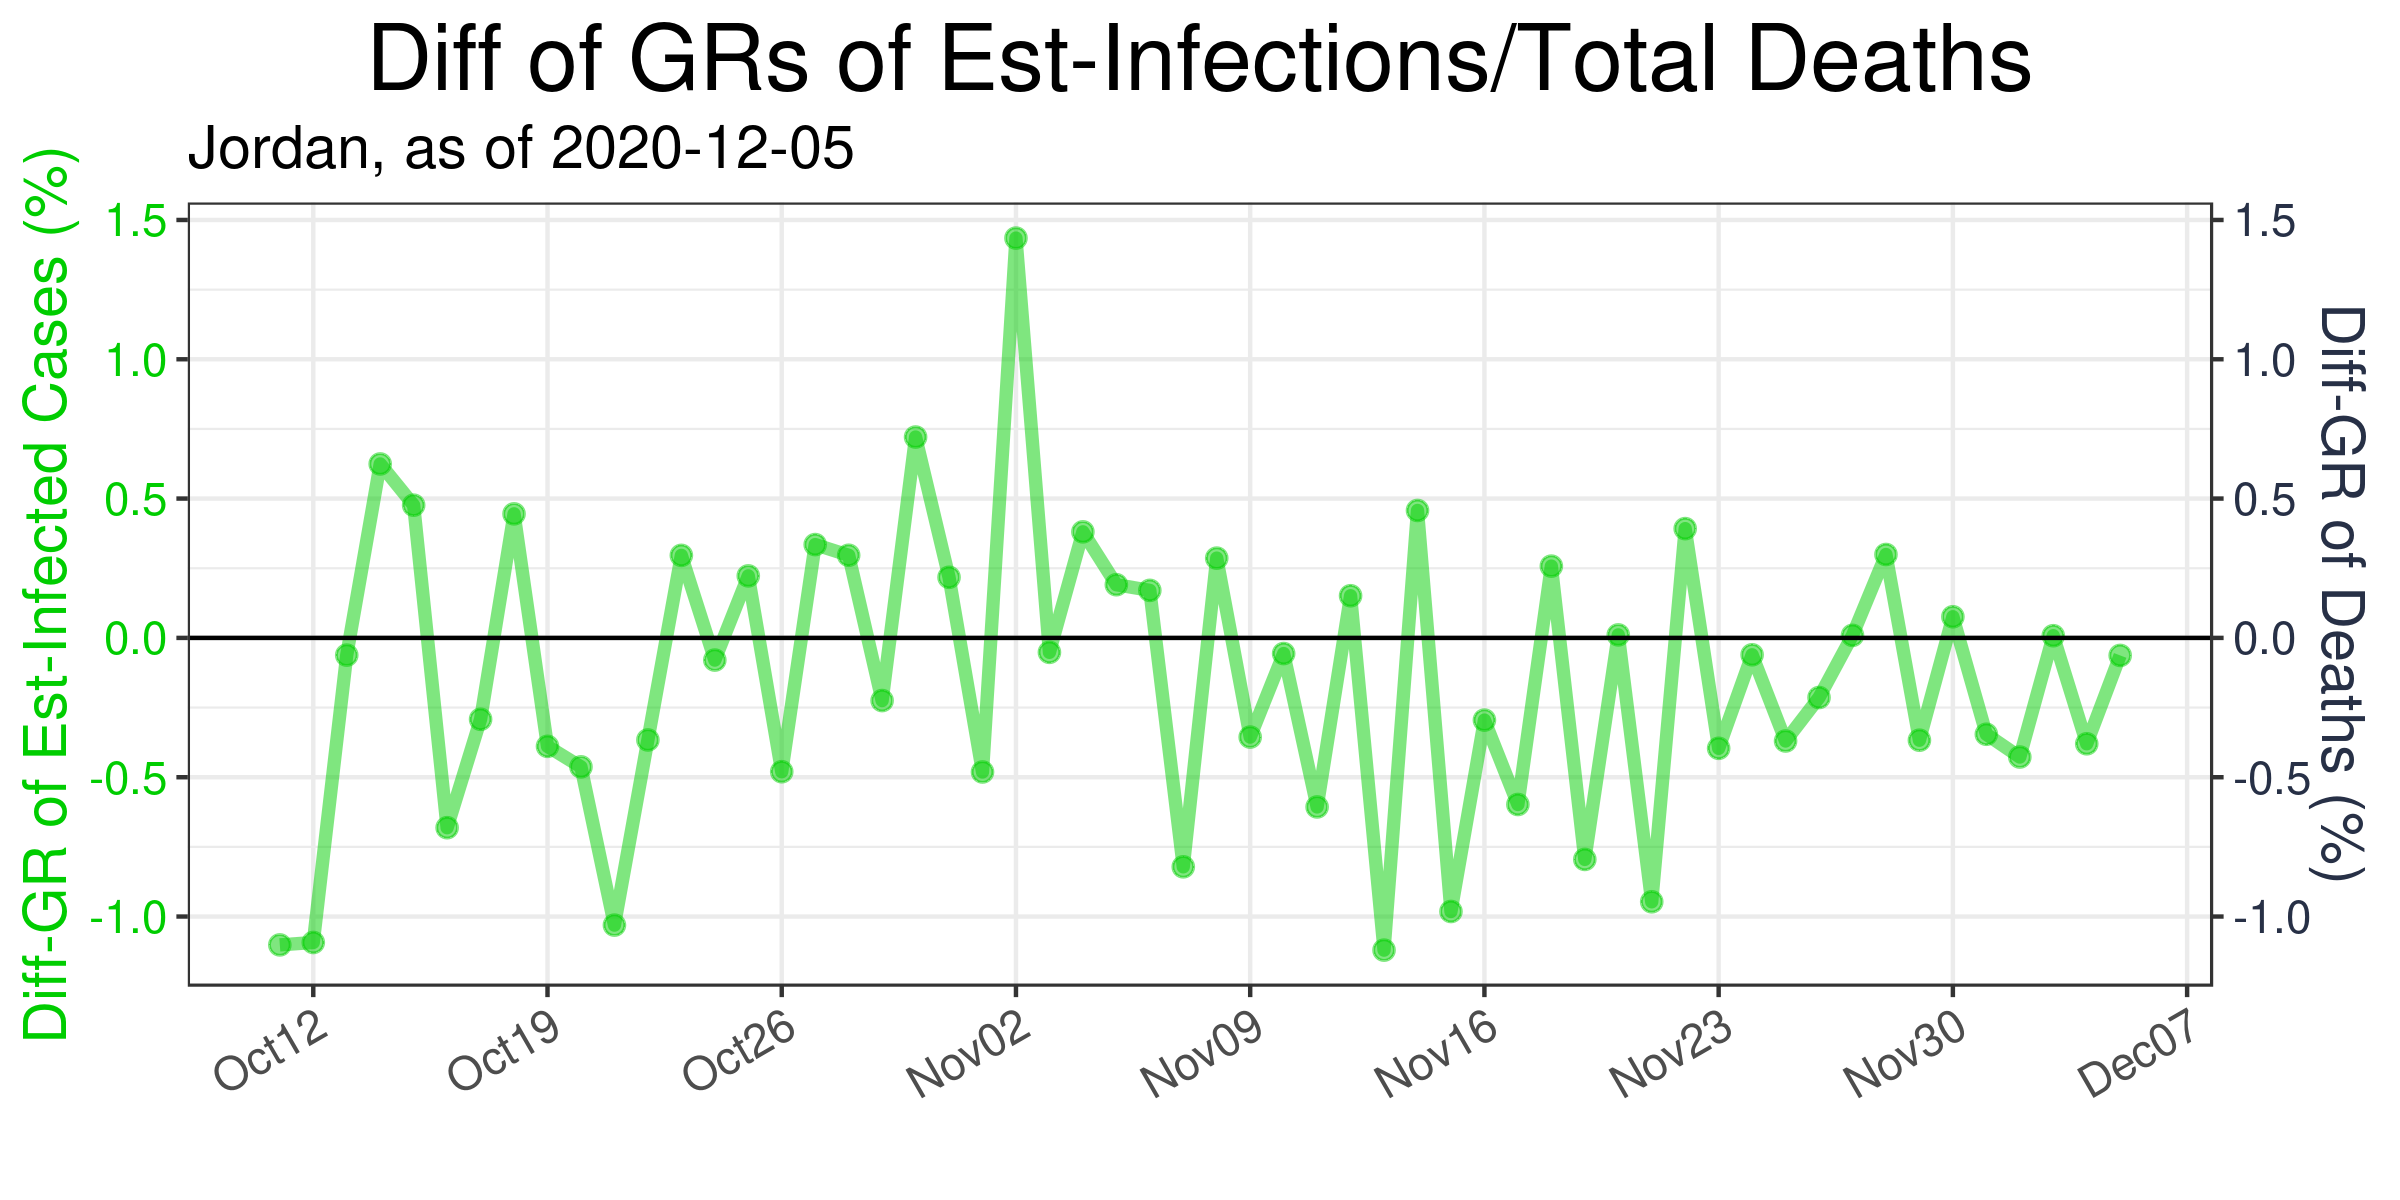 Diff of GRs of Est-Infections/Total Deaths
Jordan, as of 2020-12-05
Diff-GR of Est-Infected Cases (%)
1.5
1.0
0.5
0.0
-0.5
-1.0
1.5
1.0
0.5
0.0
-0.5
-1.0
Diff-GR of Deaths (%)
Oct12
Oct19
Oct26
Nov02
Nov09
Nov16
Nov23
Nov30
Dec07